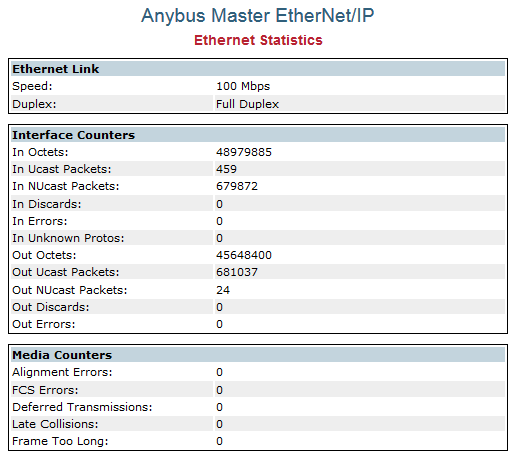 Anybus Master EtherNet/IP
Ethernet Statistics
Ethernet Link
Speed: 100 Mbps
Duplex: Full Duplex
Interface Counters
In Octets: 48979885
In Ucast Packets: 459
In NUcast Packets: 679872
In Discards: 0
In Errors: 0
In Unknown Protos: 0
Out Octets: 45648400
Out Ucast Packets: 681037
Out NUcast Packets: 24
Out Discards: 0
Out Errors: 0
Media Counters
Alignment Errors: 0
FCS Errors: 0
Deferred Transmissions: 0
Late Collisions: 0
Frame Too Long: 0